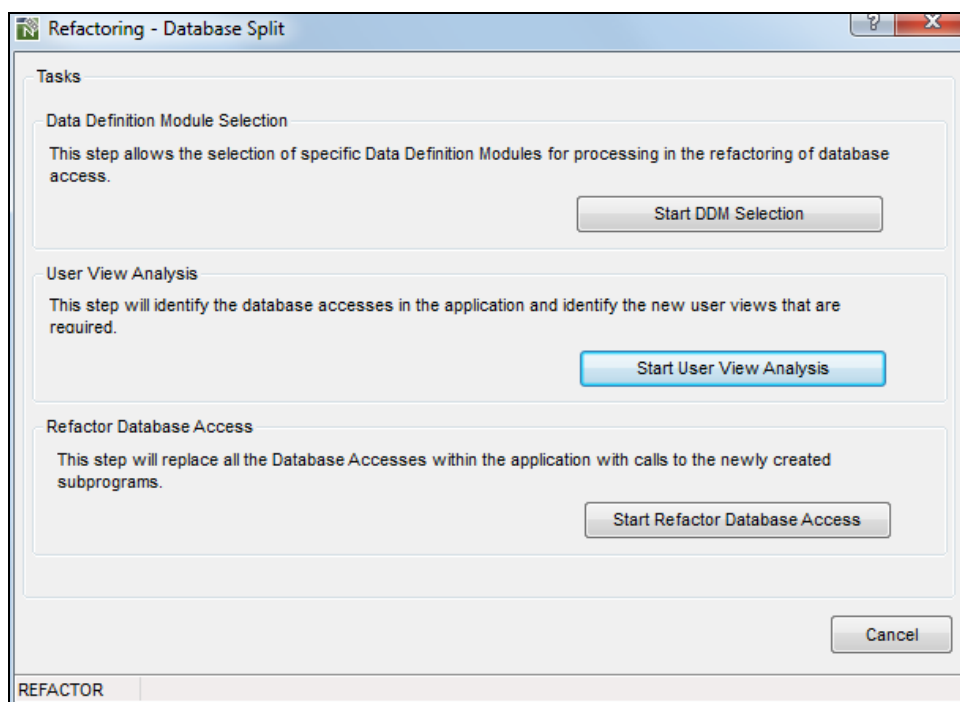 Refactoring - Database Split
Tasks
Data Definition Module Selection
This step allows the selection of specific Data Definition Modules for processing in the refactoring of database
access.
Start DDM Selection
User View Analysis
This step will identify the database accesses in the application and identify the new user views that are
required.
Start User View Analysis
Refactor Database Access
This step will replace all the Database Accesses within the application with calls to the newly created
subprograms.
Start Refactor Database Access
Cancel
REFACTOR